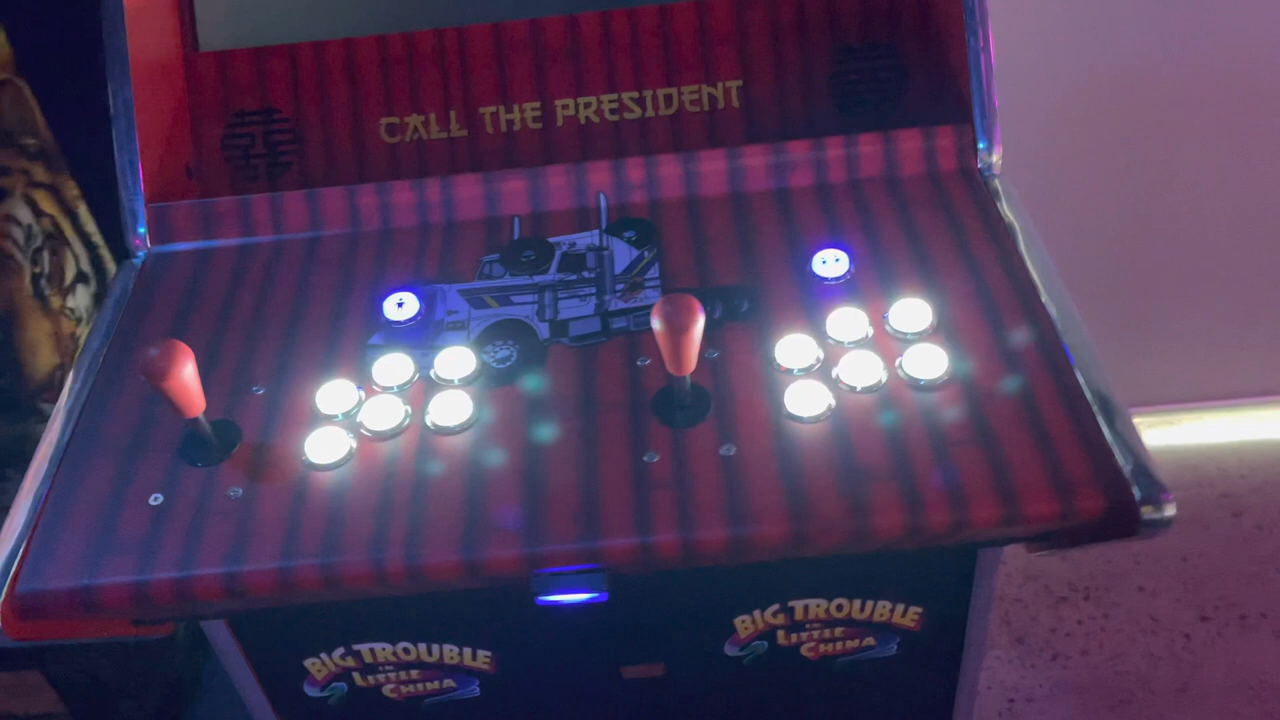 CALL THE PRESIDENT
BIG TROUBLE
IN
LITTLE
CHINA
BIG TROUBLE
IN
LITTLE
CHINA